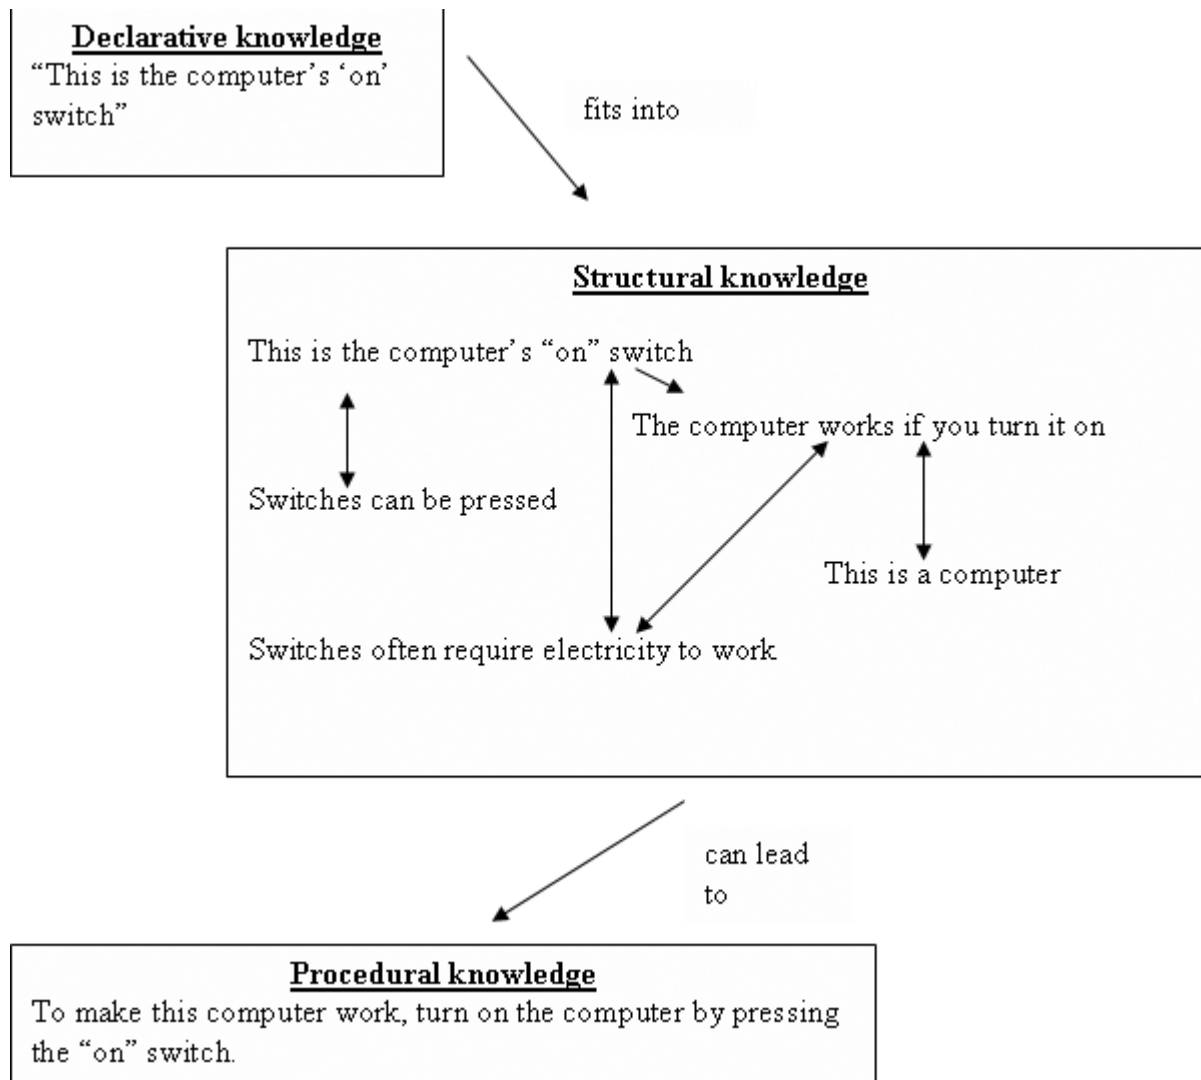 Declarative knowledge
“This is the computer’s ‘on’
switch”
fits into
Structural knowledge
This is the computer’s “on” switch
The computer works if you turn it on
Switches can be pressed
This is a computer
Switches often require electricity to work
can lead
to
Procedural knowledge
To make this computer work, turn on the computer by pressing
the “on” switch.